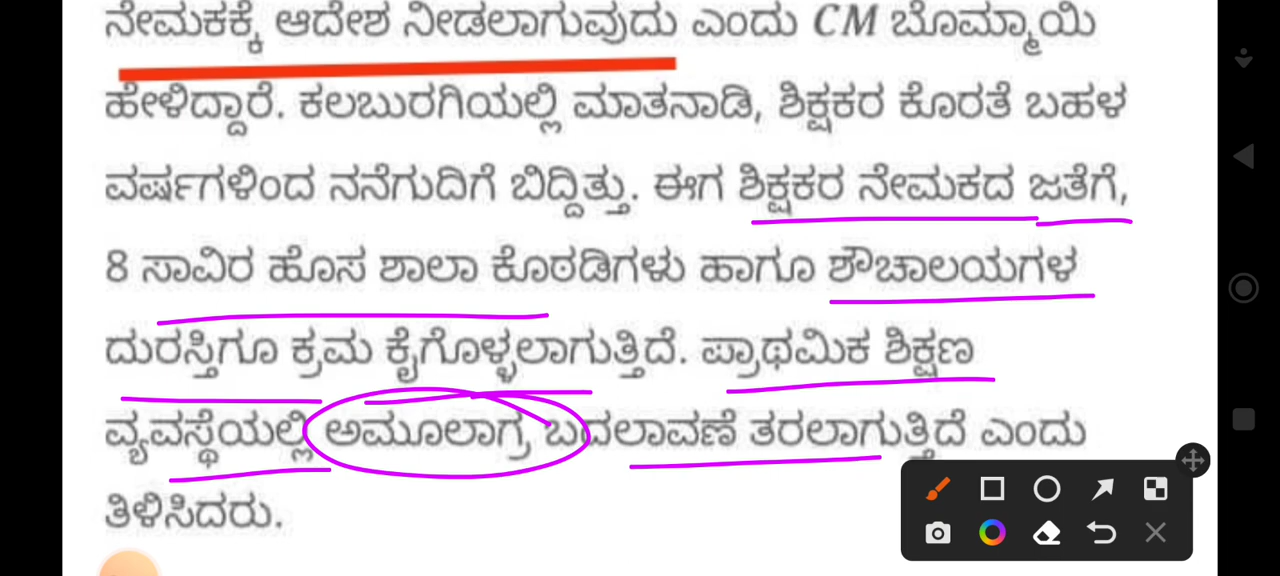 ನೇಮಕಕ್ಕೆ ಆದೇಶ ನೀಡಲಾಗುವುದು ಎಂದು CM ಬೊಮ್ಮಾಯಿ
ಹೇಳಿದ್ದಾರೆ. ಕಲಬುರಗಿಯಲ್ಲಿ ಮಾತನಾಡಿ, ಶಿಕ್ಷಕರ ಕೊರತೆ ಬಹಳ
ವರ್ಷಗಳಿಂದ ನನೆಗುದಿಗೆ ಬಿದ್ದಿತ್ತು. ಈಗ ಶಿಕ್ಷಕರ ನೇಮಕದ ಜತೆಗೆ,
8 ಸಾವಿರ ಹೊಸ ಶಾಲಾ ಕೊಠಡಿಗಳು ಹಾಗೂ ಶೌಚಾಲಯಗಳ
ದುರಸ್ತಿಗೂ ಕ್ರಮ ಕೈಗೊಳ್ಳಲಾಗುತ್ತಿದೆ. ಪ್ರಾಥಮಿಕ ಶಿಕ್ಷಣ
ವ್ಯವಸ್ಥೆಯಲ್ಲಿ ಅಮೂಲಾಗ್ರ ಬದಲಾವಣೆ ತರಲಾಗುತ್ತಿದೆ ಎಂದು
ತಿಳಿಸಿದರು.